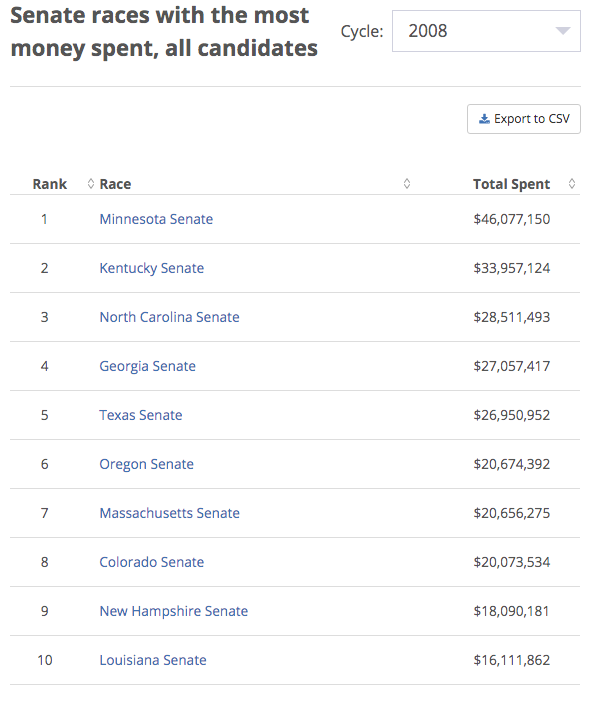 Senate races with the most
money spent, all candidates
Cycle: 2008
Export to CSV
Rank Race Total Spent
1 Minnesota Senate $46,077,150
2 Kentucky Senate $33,957,124
3 North Carolina Senate $28,511,493
4 Georgia Senate $27,057,417
5 Texas Senate $26,950,952
6 Oregon Senate $20,674,392
7 Massachusetts Senate $20,656,275
8 Colorado Senate $20,073,534
9 New Hampshire Senate $18,090,181
10 Louisiana Senate $16,111,862